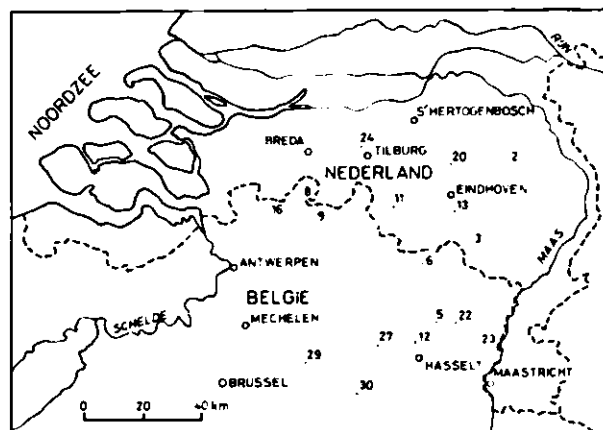 NOORDZEE
RIJN
S'HERTOGENBOSCH
24
BREDA
TILBURG
20
2
NEDERLAND
8
EINDHOVEN
16
9
11
13
3
MAAS
6
ANTWERPEN
BELGIE
SCHELDE
MECHELEN
5
22
27
12
23
29
HASSELT
BRUSSEL
30
MAASTRICHT
0 20 40 km